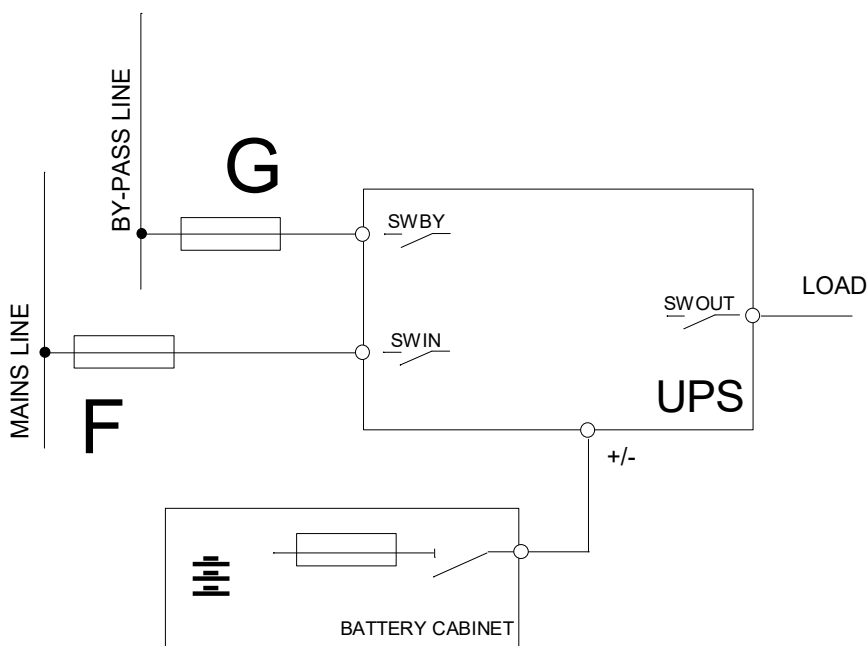 BY-PASS LINE
G
SWBY
MAINS LINE
F
SWIN
SWOUT
LOAD
UPS
+/-
BATTERY CABINET